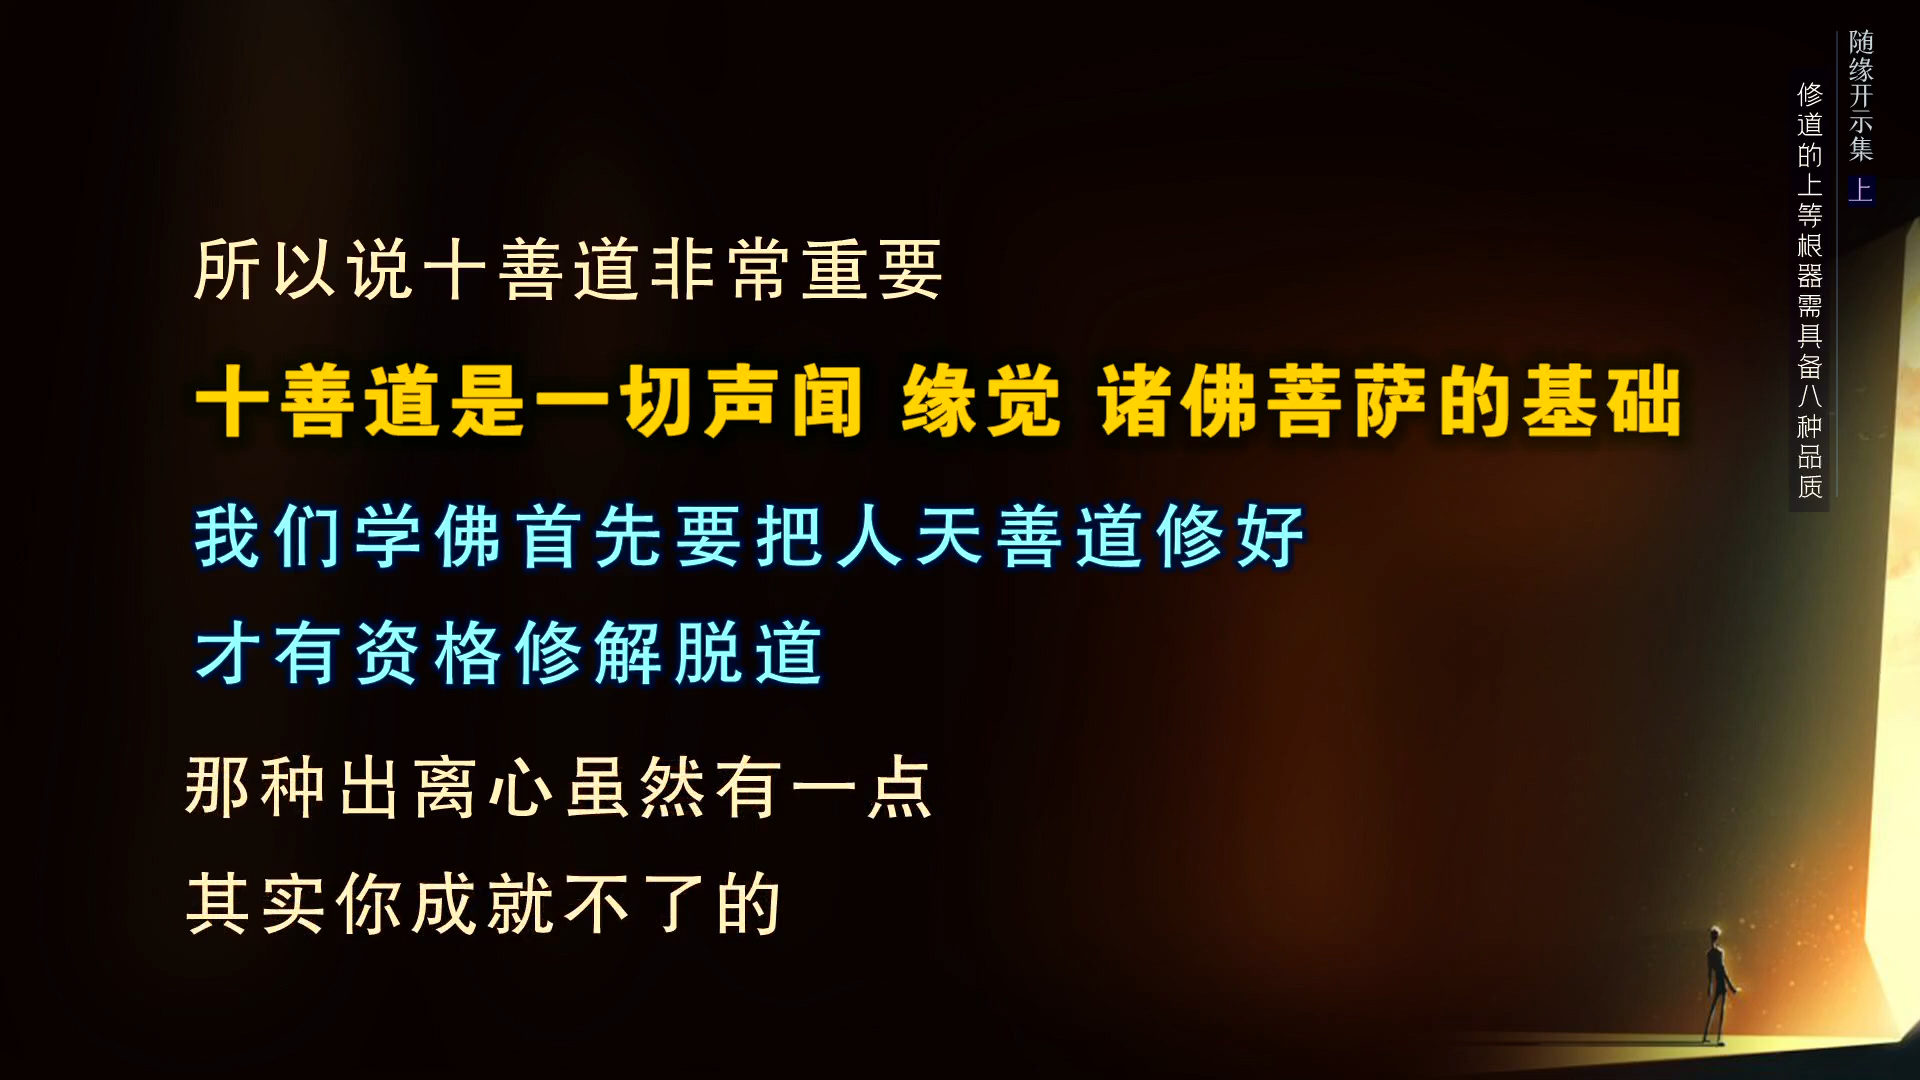 随缘开示集 上
修道的上等根器需具备八种品质
所以说十善道非常重要
十善道是一切声闻 缘觉 诸佛菩萨的基础
我们学佛首先要把人天善道修好
才有资格修解脱道
那种出离心虽然有一点
其实你成就不了的